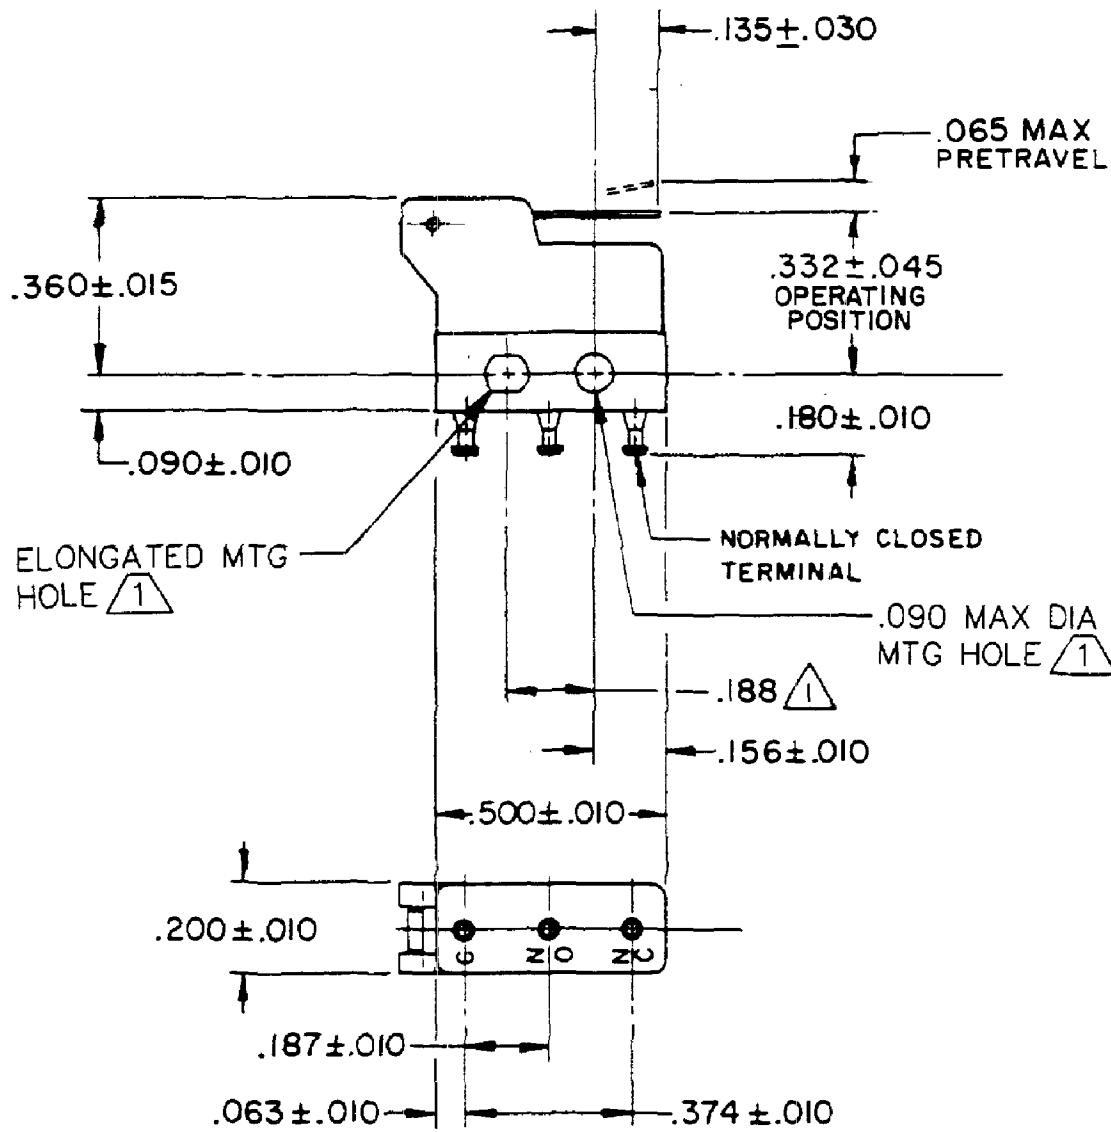 .135±.030
.065 MAX
PRETRAVEL
.360±.015
.332±.045
OPERATING
POSITION
.180±.010
.090±.010
NORMALLY CLOSED
TERMINAL
ELONGATED MTG
HOLE 1
.090 MAX DIA
MTG HOLE 1
.188 1
.156±.010
.500±.010
.200±.010
G NO NC
.187±.010
.063±.010
.374±.010